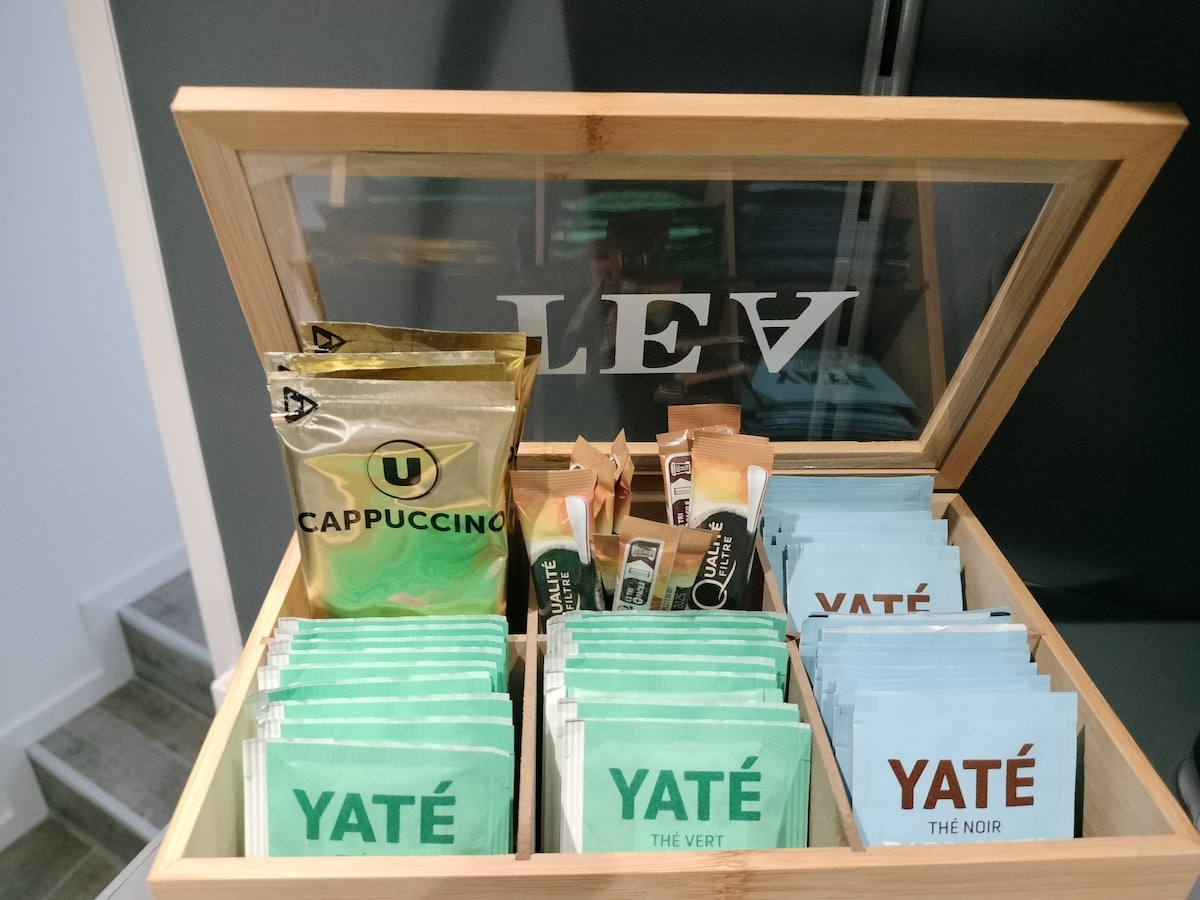 TEA
U
CAPPUCCINO
QUALITÉ
FILTRE
QUALITÉ
FILTRE
YATÉ
YATÉ
YATÉ
THÉ VERT
YATÉ
THÉ NOIR